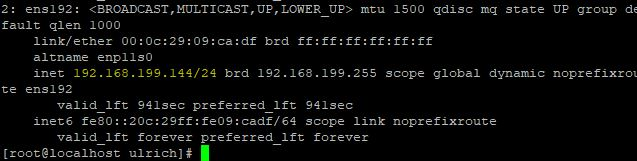 2: ens192: <BROADCAST,MULTICAST,UP,LOWER_UP> mtu 1500 qdisc mq state UP group de
fault qlen 1000
    link/ether 00:0c:29:09:ca:df brd ff:ff:ff:ff:ff:ff
    altname enp11s0
    inet 192.168.199.144/24 brd 192.168.199.255 scope global dynamic noprefixrou
te ens192
       valid_lft 941sec preferred_lft 941sec
    inet6 fe80::20c:29ff:fe09:cadf/64 scope link noprefixroute
       valid_lft forever preferred_lft forever
[root@localhost ulrich]#